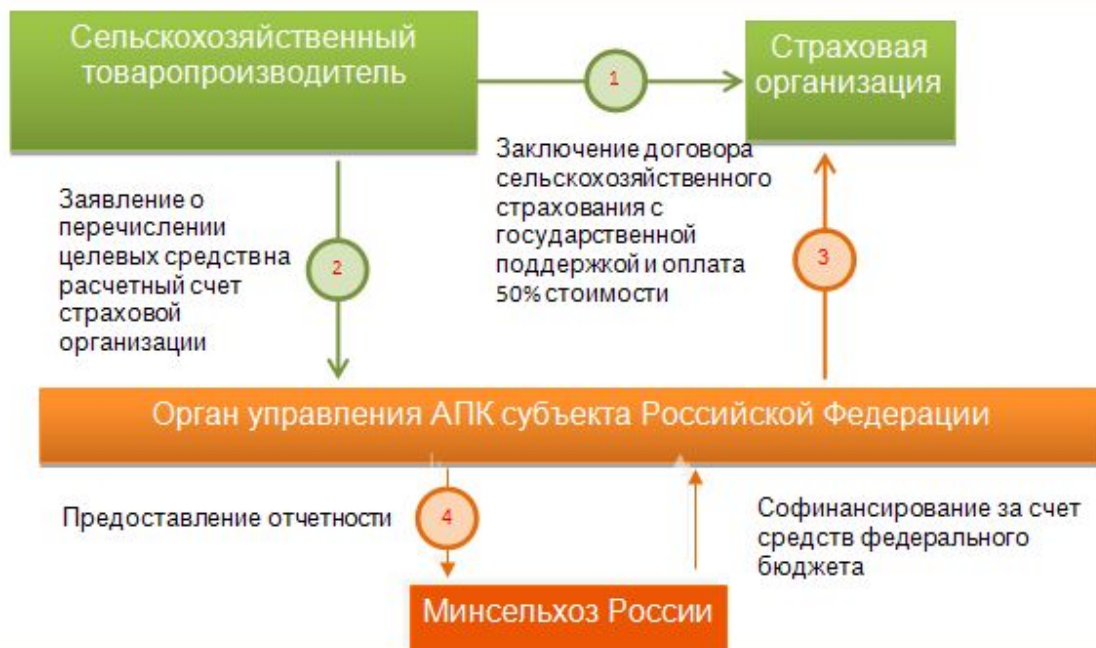 Сельскохозяйственный
товаропроизводитель
1
Страховая
организация
Заключение договора
сельскохозяйственного
страхования с
государственной
поддержкой и оплата
50% стоимости
Заявление о
перечислении
целевых средств на
расчетный счет
страховой
организации
2
3
Орган управления АПК субъекта Российской Федерации
Предоставление отчетности
4
Софинансирование за счет
средств федерального
бюджета
Минсельхоз России